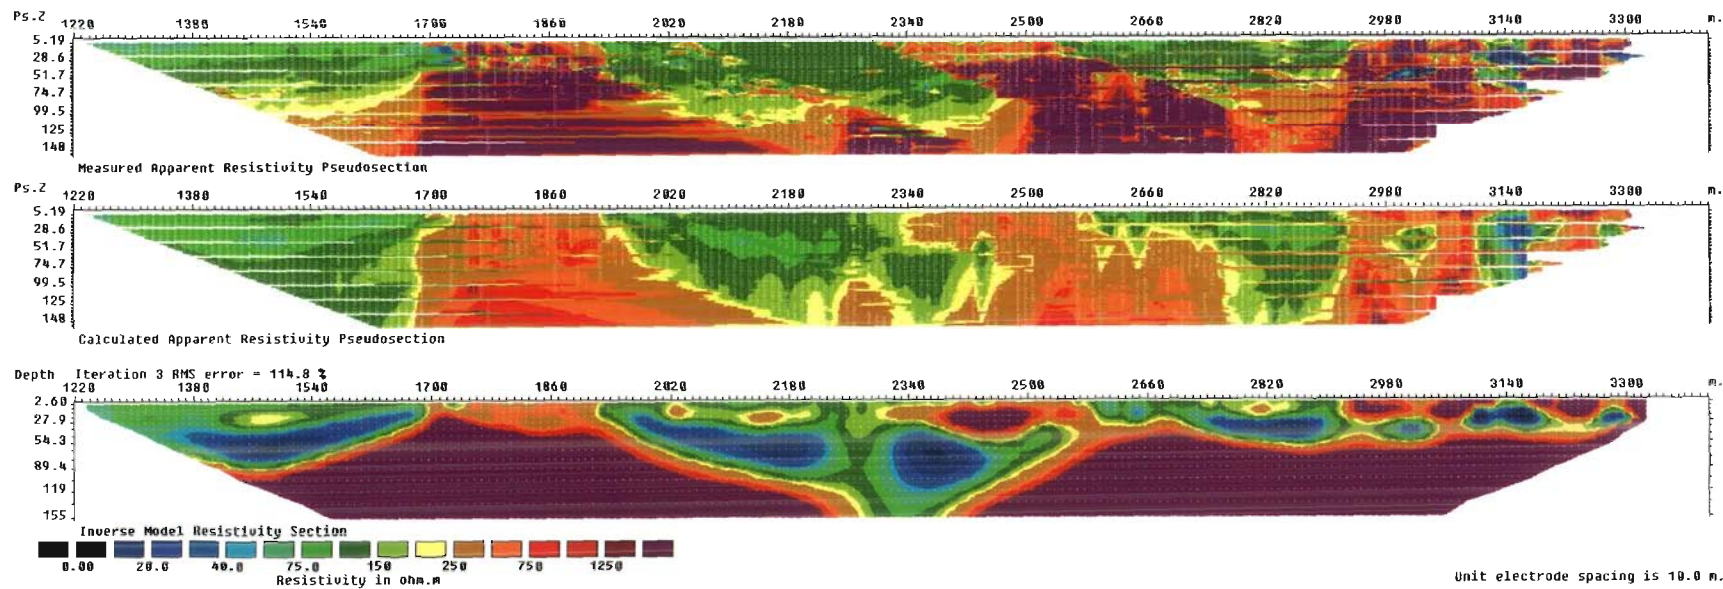 Ps.Z 1220 1380 1540 1700 1860 2020 2180 2340 2500 2660 2820 2980 3140 3300 m.
5.19
28.6
51.7
74.7
99.5
125
148
Measured Apparent Resistivity Pseudosection
Ps.Z 1220 1380 1540 1700 1860 2020 2180 2340 2500 2660 2820 2980 3140 3300 m.
5.19
28.6
51.7
74.7
99.5
125
148
Calculated Apparent Resistivity Pseudosection
Depth Iteration 3 RMS error = 114.8 %
1220 1380 1540 1700 1860 2020 2180 2340 2500 2660 2820 2980 3140 3300 m.
2.60
27.9
54.3
89.4
119
155
Inverse Model Resistivity Section
0.00 20.0 40.0 75.0 150 250 750 1250
Resistivity in ohm.m
Unit electrode spacing is 10.0 m.